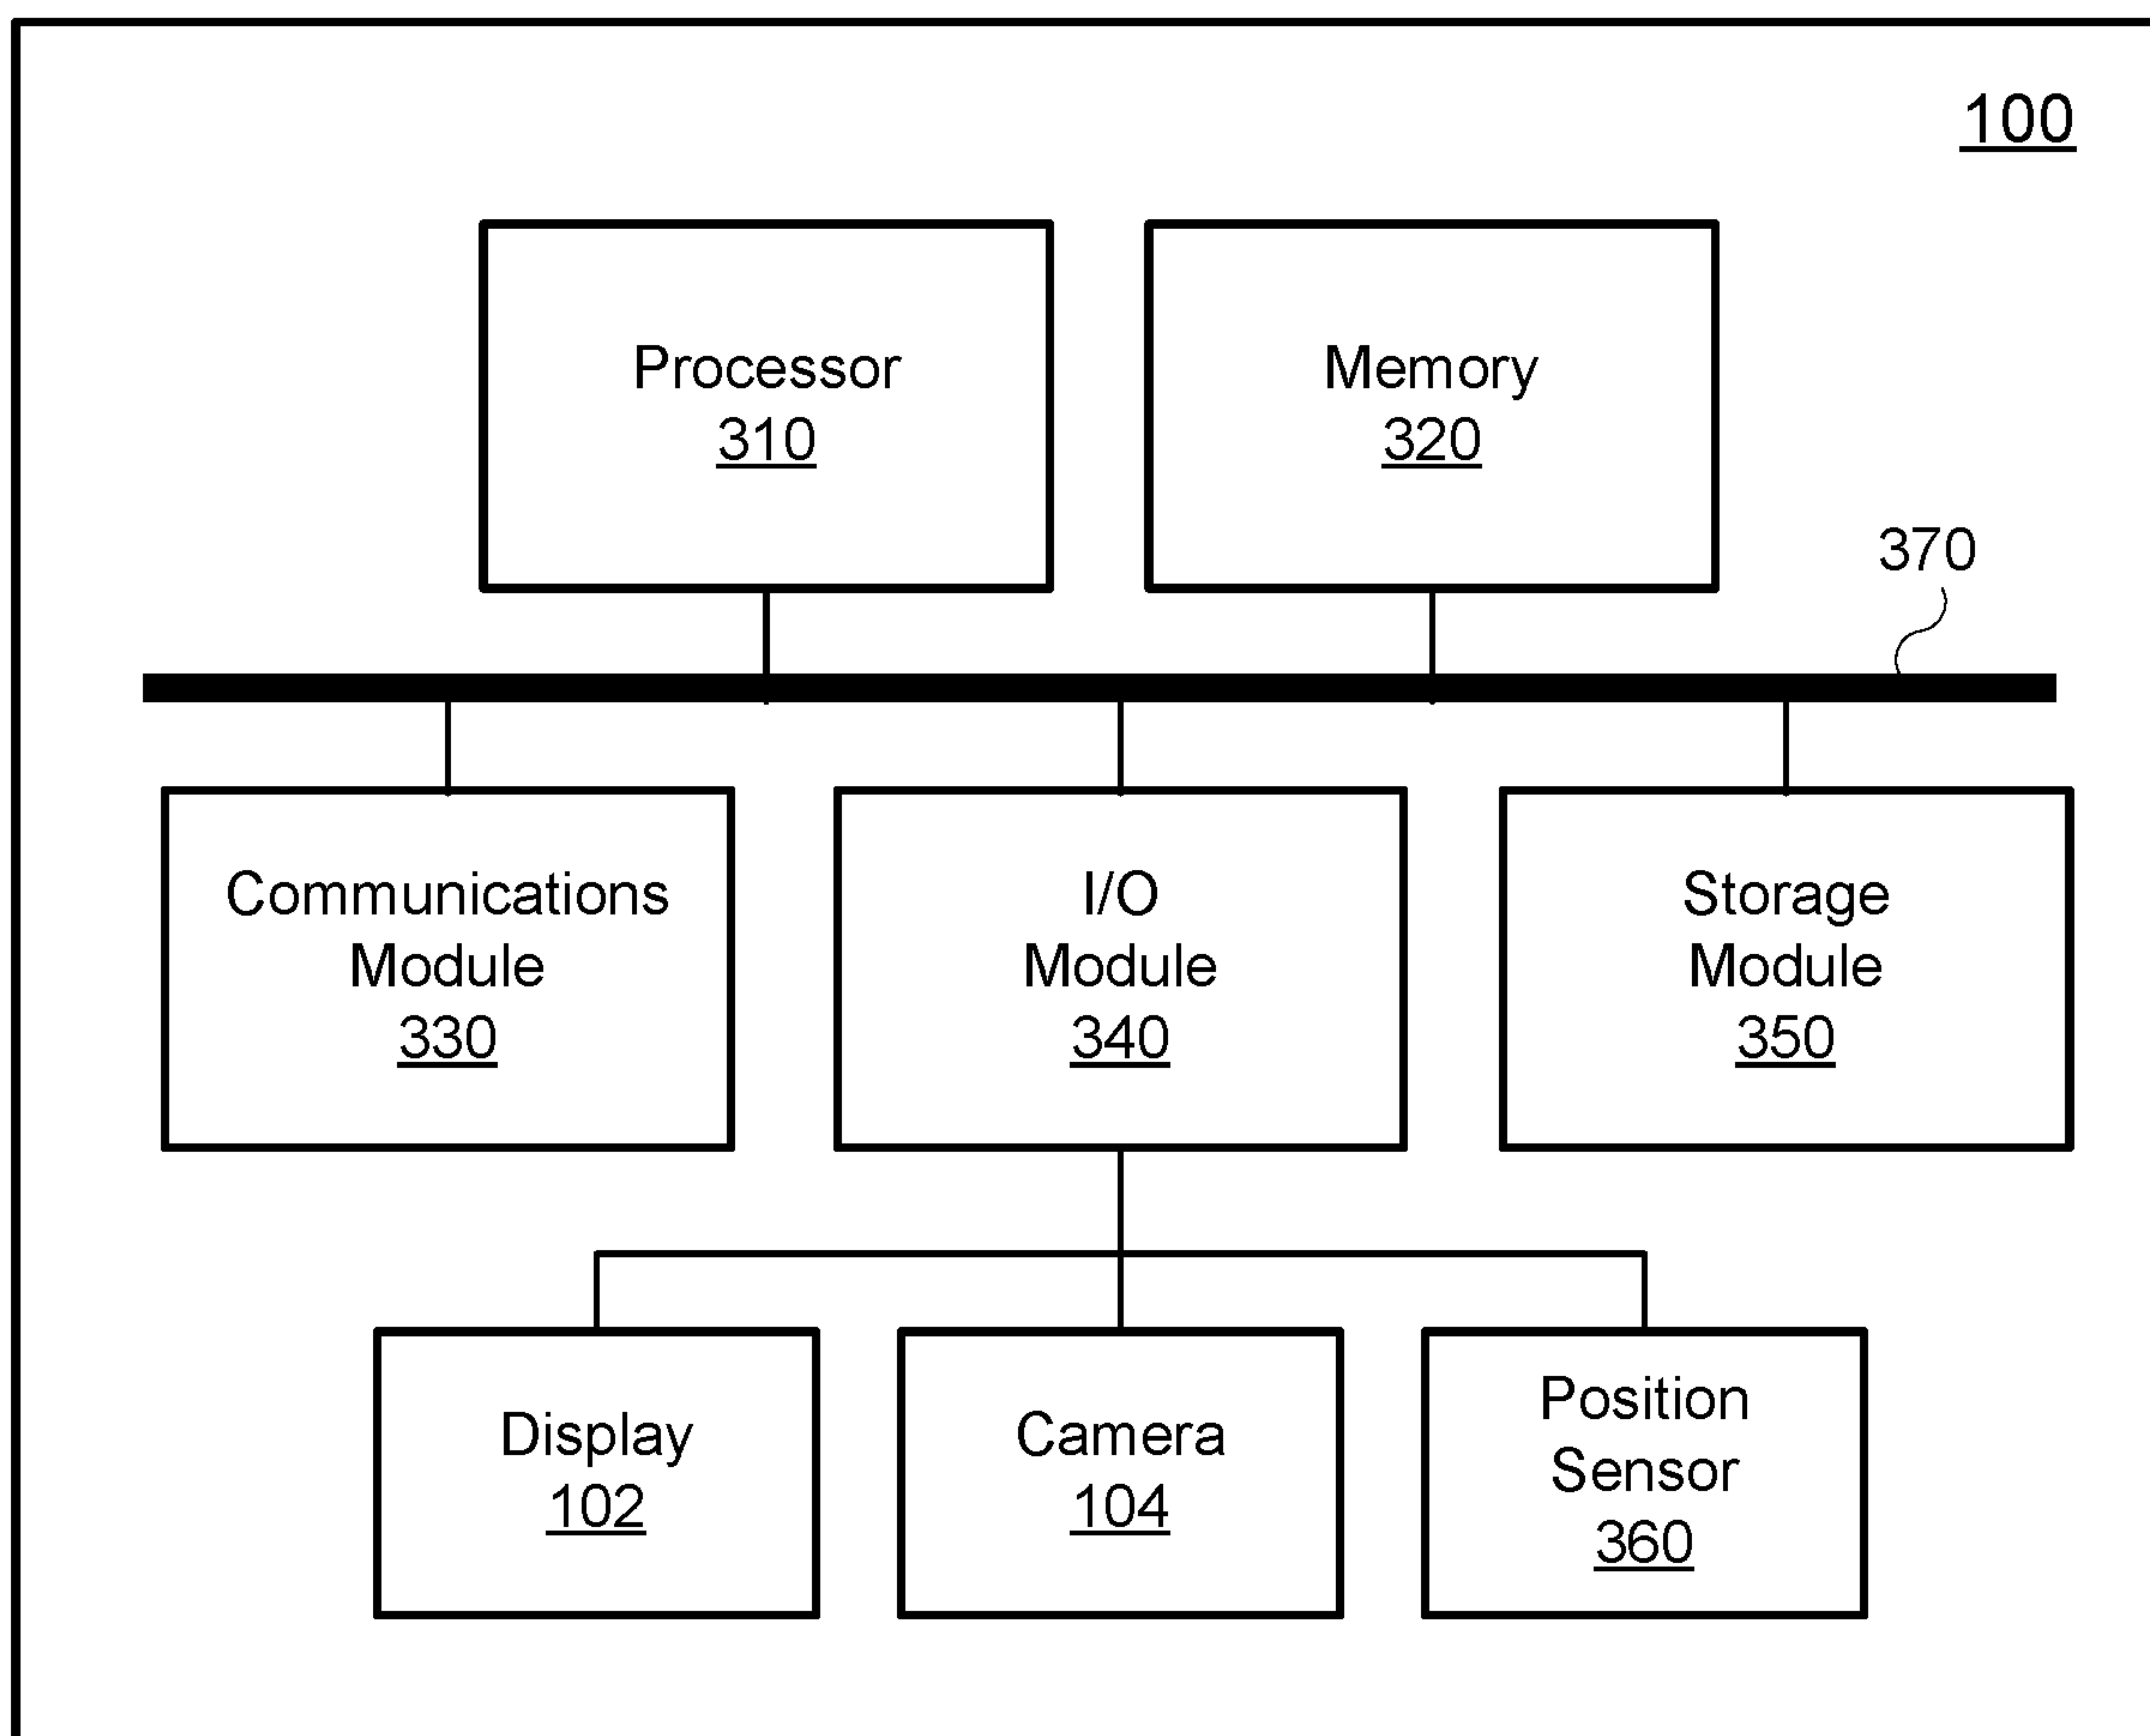 100
Processor
310
Memory
320
370
Communications
Module
330
I/O
Module
340
Storage
Module
350
Display
102
Camera
104
Position
Sensor
360